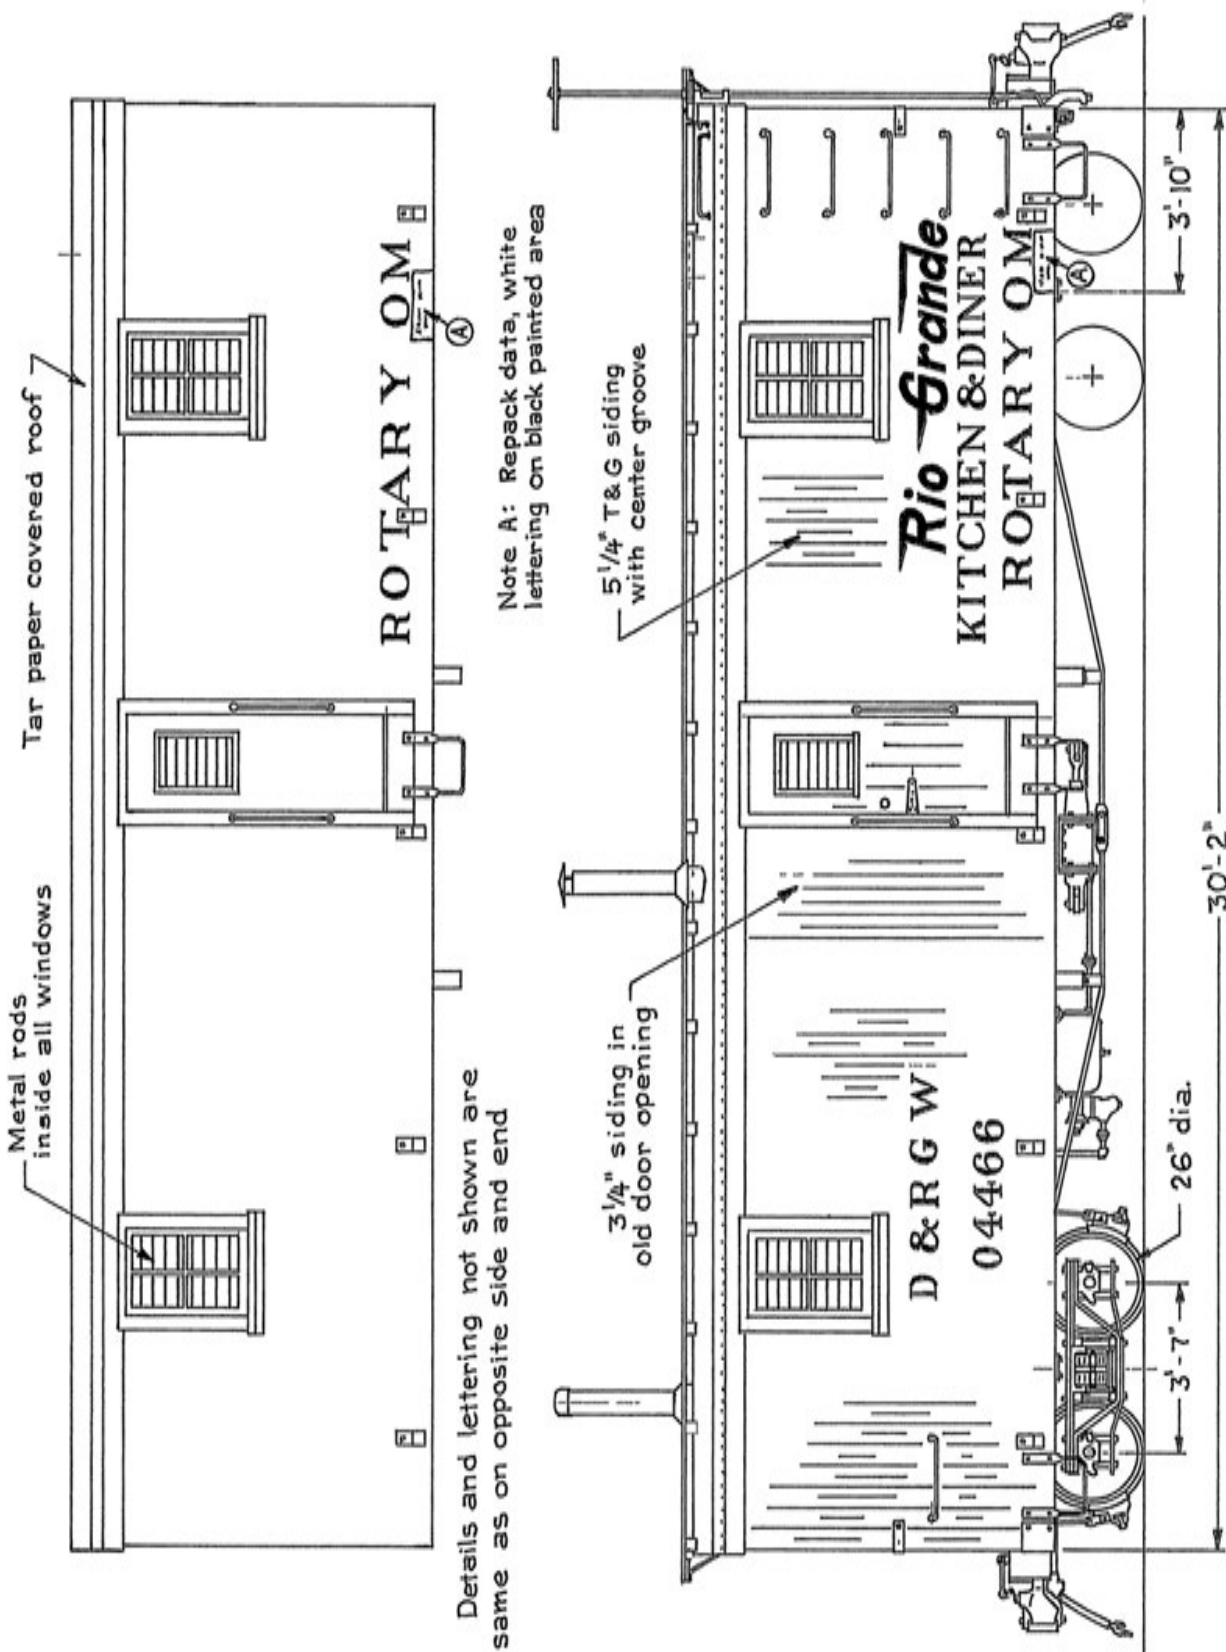 Metal rods
inside all windows
Tar paper covered roof
ROTARY OM
A
Details and lettering not shown are
same as on opposite side and end
Note A: Repack data, white
lettering on black painted area
3 1/4" siding in
old door opening
5 1/4" T&G siding
with center groove
D & R G W
04466
Rio Grande
KITCHEN & DINER
ROTARY OM
A
26" dia.
3'-7"
3'-10"
30'-2"